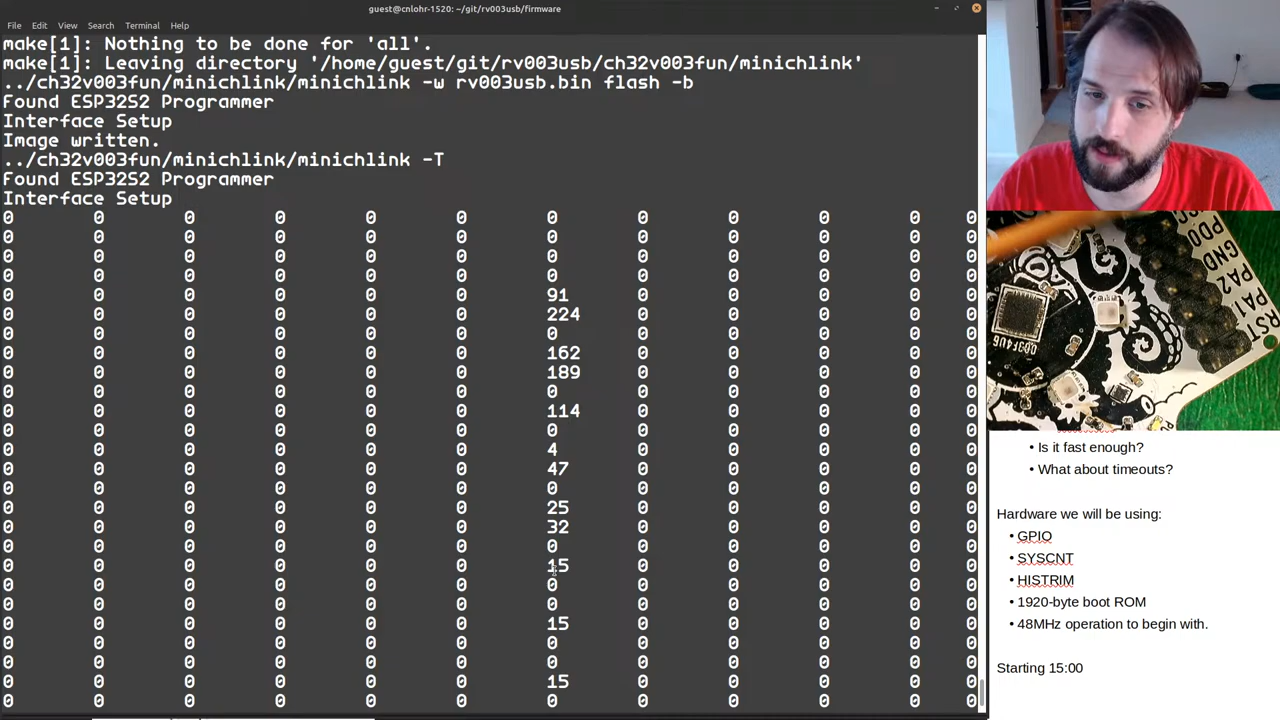 guest@cnlohr-1520: ~/git/rv003usb/firmware
File Edit View Search Terminal Help
make[1]: Nothing to be done for 'all'.
make[1]: Leaving directory '/home/guest/git/rv003usb/ch32v003fun/minichlink'
../ch32v003fun/minichlink/minichlink -w rv003usb.bin flash -b
Found ESP32S2 Programmer
Interface Setup
Image written.
../ch32v003fun/minichlink/minichlink -T
Found ESP32S2 Programmer
Interface Setup
0 0 0 0 0 0 0 0 0 0 0 0
0 0 0 0 0 0 0 0 0 0 0 0
0 0 0 0 0 0 0 0 0 0 0 0
0 0 0 0 0 0 0 0 0 0 0 0
0 0 0 0 0 0 91 0 0 0 0 0
0 0 0 0 0 0 224 0 0 0 0 0
0 0 0 0 0 0 0 0 0 0 0 0
0 0 0 0 0 0 162 0 0 0 0 0
0 0 0 0 0 0 189 0 0 0 0 0
0 0 0 0 0 0 0 0 0 0 0 0
0 0 0 0 0 0 114 0 0 0 0 0
0 0 0 0 0 0 0 0 0 0 0 0
0 0 0 0 0 0 4 0 0 0 0 0
0 0 0 0 0 0 47 0 0 0 0 0
0 0 0 0 0 0 0 0 0 0 0 0
0 0 0 0 0 0 25 0 0 0 0 0
0 0 0 0 0 0 32 0 0 0 0 0
0 0 0 0 0 0 0 0 0 0 0 0
0 0 0 0 0 0 15 0 0 0 0 0
0 0 0 0 0 0 0 0 0 0 0 0
0 0 0 0 0 0 0 0 0 0 0 0
0 0 0 0 0 0 15 0 0 0 0 0
0 0 0 0 0 0 0 0 0 0 0 0
0 0 0 0 0 0 0 0 0 0 0 0
0 0 0 0 0 0 15 0 0 0 0 0
0 0 0 0 0 0 0 0 0 0 0 0
PD0
GND
PA2
PA1
RST
• Is it fast enough?
• What about timeouts?
Hardware we will be using:
• GPIO
• SYSCNT
• HISTRIM
• 1920-byte boot ROM
• 48MHz operation to begin with.
Starting 15:00